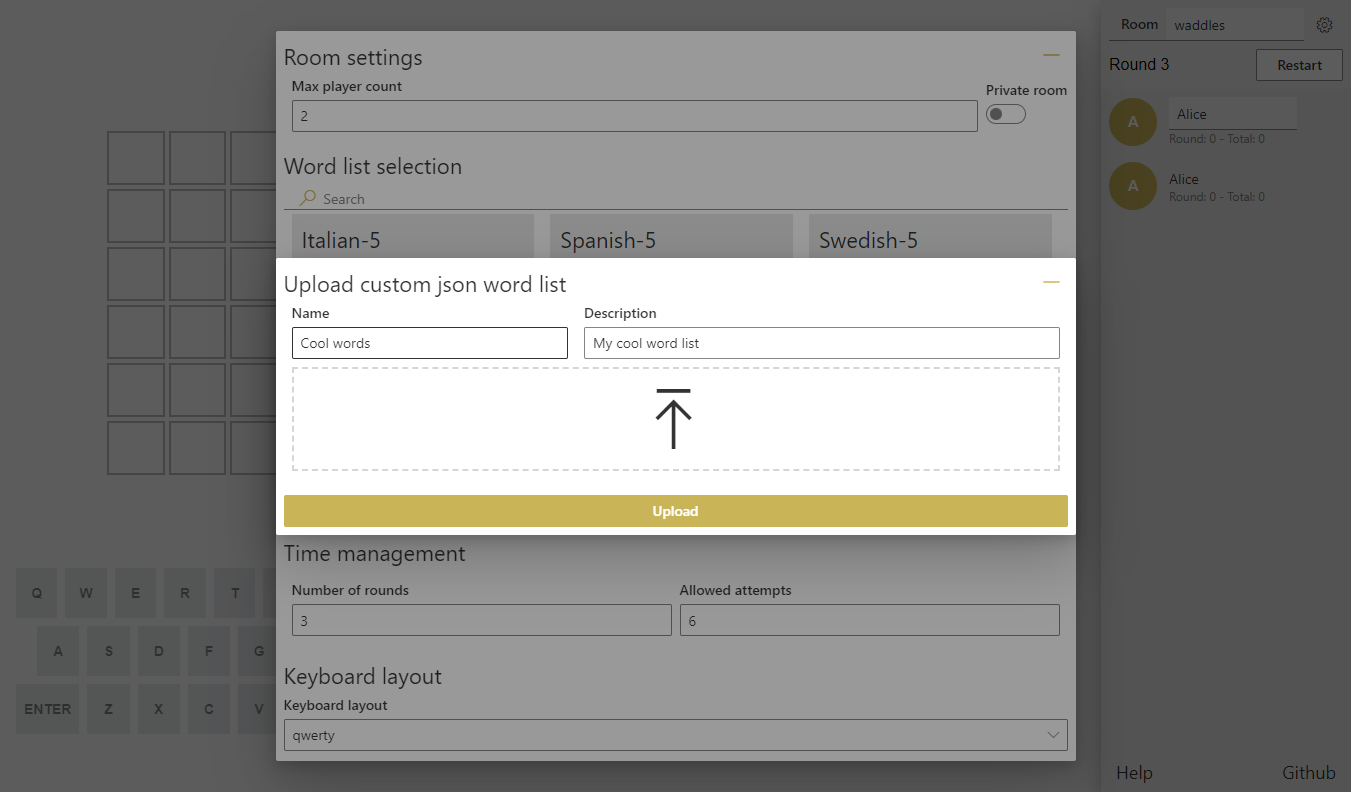 Room settings
Max player count
2
Private room
Word list selection
Search
Italian-5 Spanish-5 Swedish-5
Upload custom json word list
Name Description
Cool words My cool word list
Upload
Time management
Number of rounds Allowed attempts
3 6
Keyboard layout
Keyboard layout
qwerty
Q W E R T
A S D F G
ENTER Z X C V
Room waddles
Round 3 Restart
A Alice
Round: 0 - Total: 0
A Alice
Round: 0 - Total: 0
Help Github